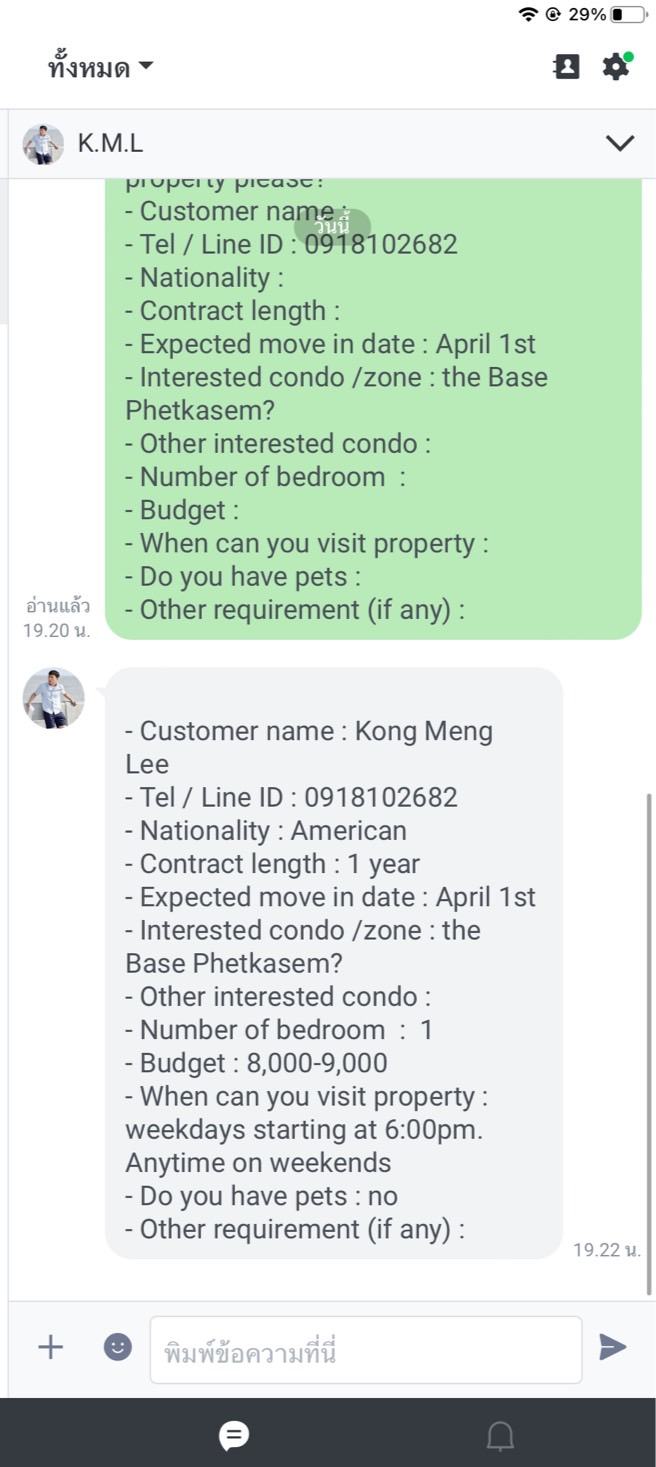 29%
ทั้งหมด
K.M.L
property please?
- Customer name :
วันนี้
- Tel / Line ID : 0918102682
- Nationality :
- Contract length :
- Expected move in date : April 1st
- Interested condo /zone : the Base
Phetkasem?
- Other interested condo :
- Number of bedroom  :
- Budget :
- When can you visit property :
- Do you have pets :
- Other requirement (if any) :
อ่านแล้ว
19.20 น.
- Customer name : Kong Meng
Lee
- Tel / Line ID : 0918102682
- Nationality : American
- Contract length : 1 year
- Expected move in date : April 1st
- Interested condo /zone : the
Base Phetkasem?
- Other interested condo :
- Number of bedroom  :  1
- Budget : 8,000-9,000
- When can you visit property :
weekdays starting at 6:00pm.
Anytime on weekends
- Do you have pets : no
- Other requirement (if any) :
19.22 น.
พิมพ์ข้อความที่นี่